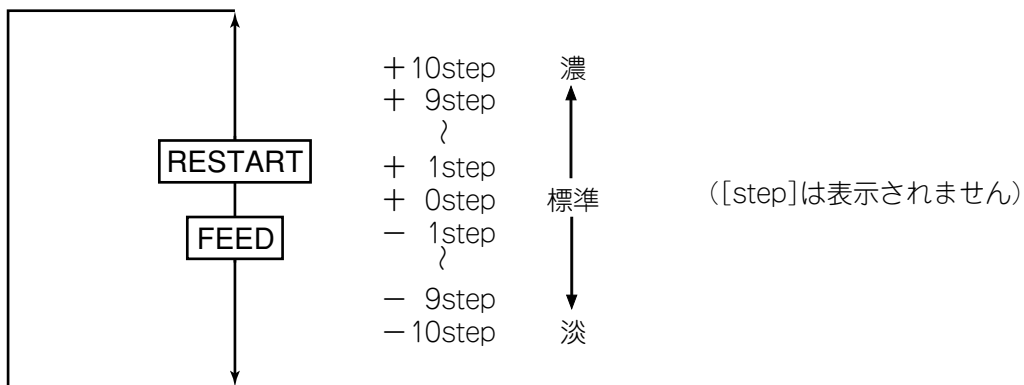 ＋10step 濃
＋ 9step
～
RESTART
＋ 1step
＋ 0step 標準 （[step]は表示されません）
FEED
－ 1step
～
－ 9step
－10step 淡